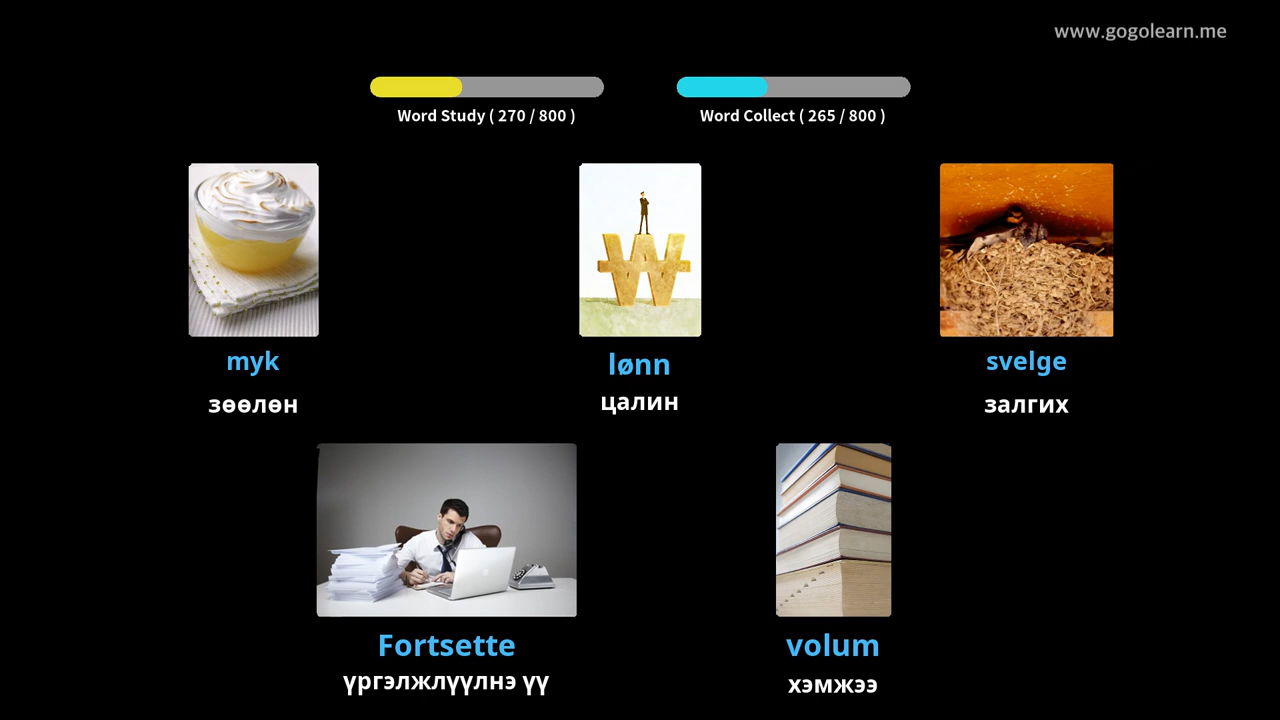 www.gogolearn.me
Word Study ( 270 / 800 )
Word Collect ( 265 / 800 )
myk
зөөлөн
lønn
цалин
svelge
залгих
Fortsette
үргэлжлүүлнэ үү
volum
хэмжээ